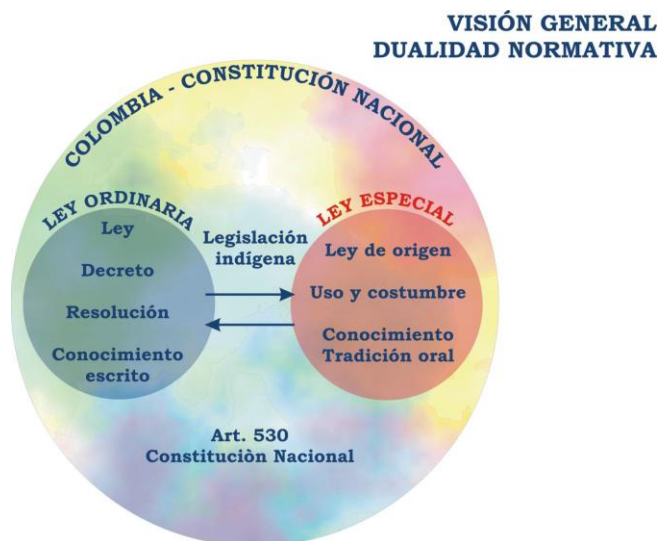 VISIÓN GENERAL
DUALIDAD NORMATIVA
COLOMBIA - CONSTITUCIÓN NACIONAL
LEY ORDINARIA
Ley
Decreto
Resolución
Conocimiento
escrito
Legislación
indígena
LEY ESPECIAL
Ley de origen
Uso y costumbre
Conocimiento
Tradición oral
Art. 530
Constituciòn Nacional